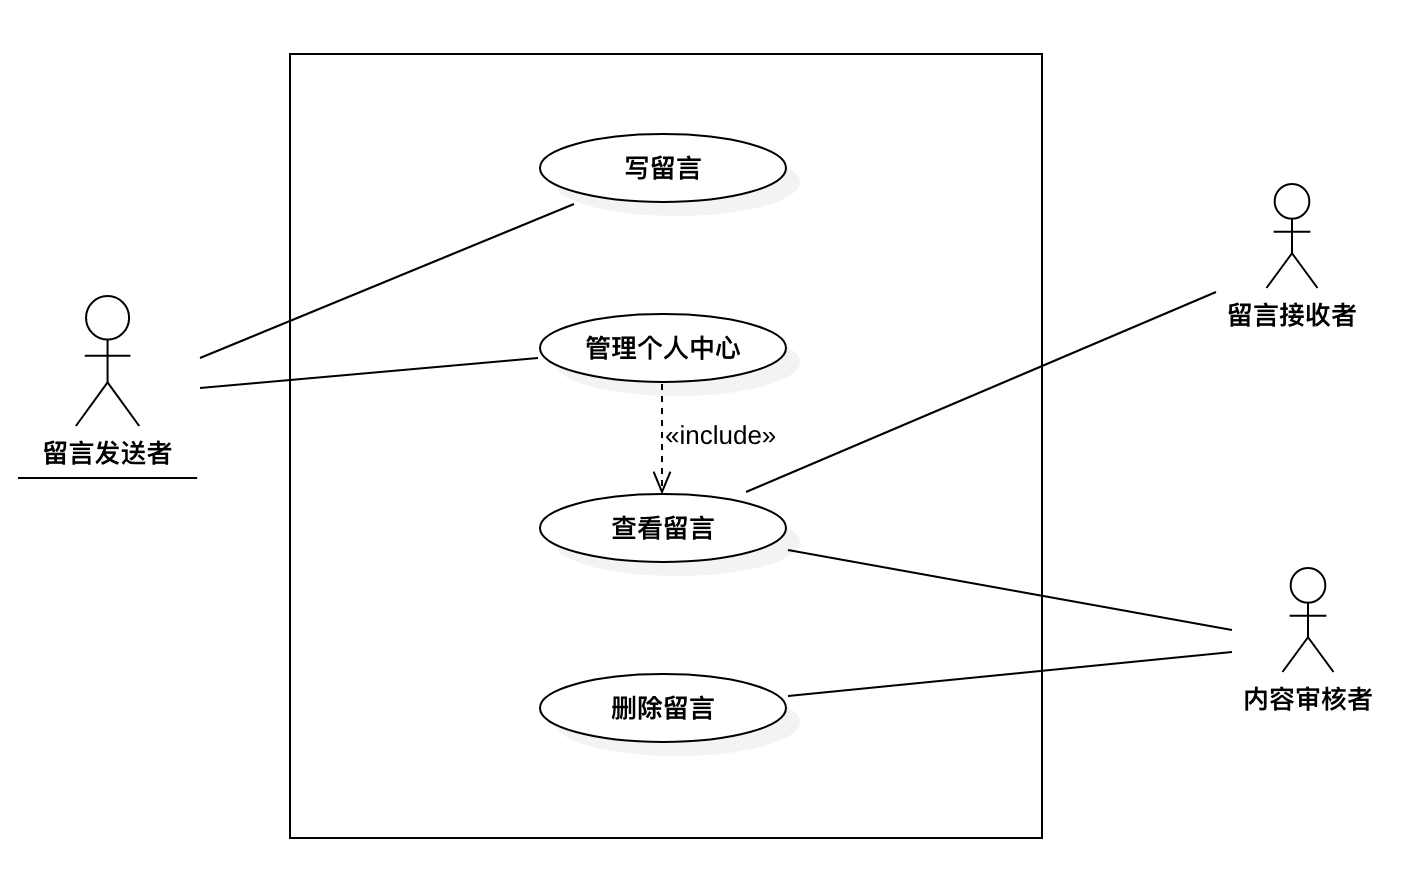 写留言
留言接收者
管理个人中心
«include»
留言发送者
查看留言
内容审核者
删除留言